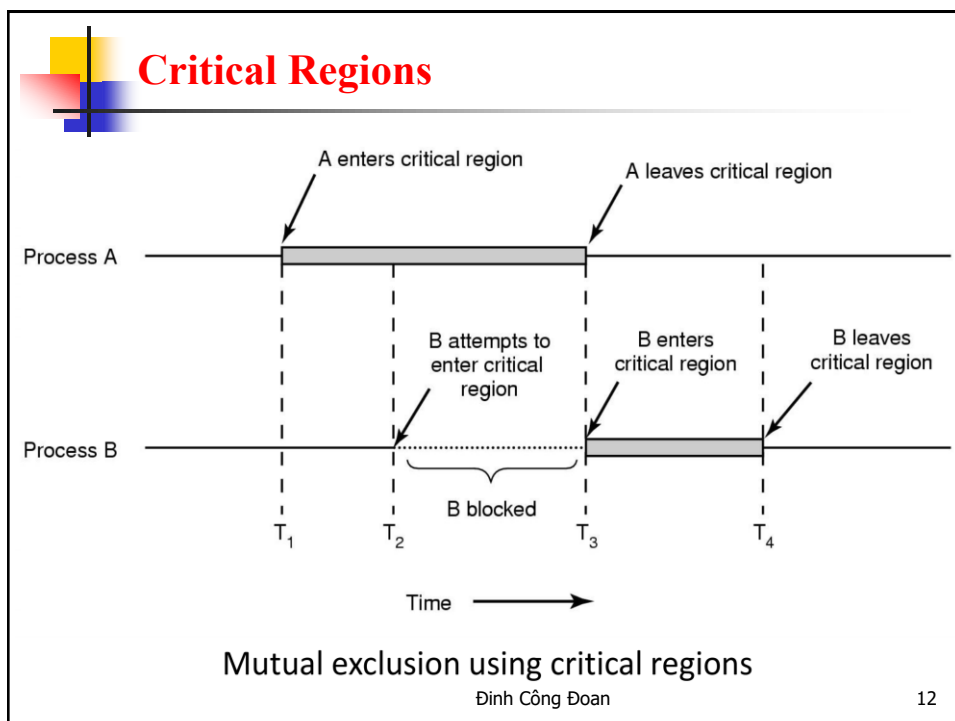 Critical Regions
A enters critical region
A leaves critical region
Process A
B attempts to
enter critical
region
B enters
critical region
B leaves
critical region
Process B
B blocked
T1
T2
T3
T4
Time
Mutual exclusion using critical regions
Đinh Công Đoan
12